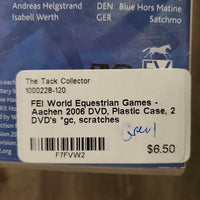 Andreas Helgstrand DEN Blue Hors Matine
Isabell Werth GER Satchmo
The Tack Collector
1000228-120
FEI World Equestrian Games -
Aachen 2006 DVD, Plastic Case, 2
DVD's *gc, scratches
F7FVW2
$6.50